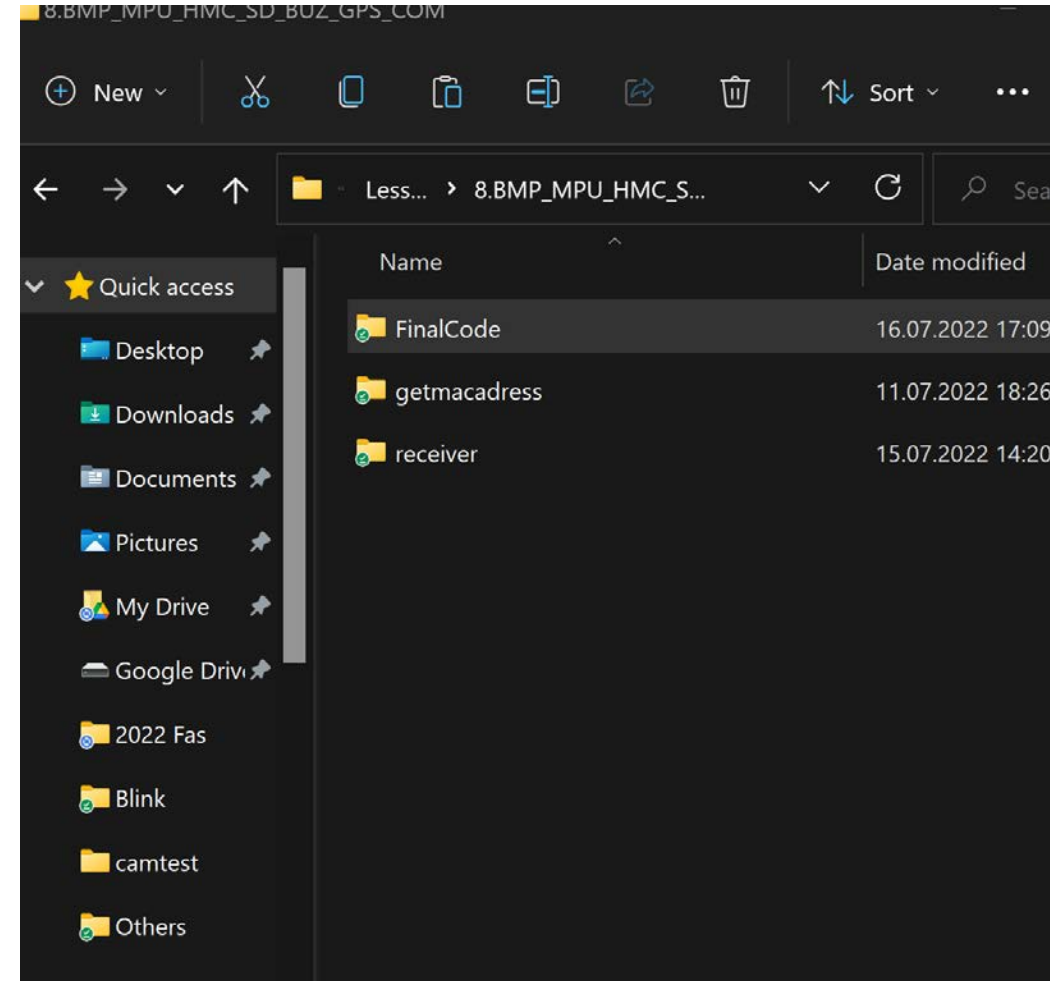 8.BMP_MPU_HMC_SD_BUZ_GPS_COM
New Sort
Less... 8.BMP_MPU_HMC_S... Sea
Name Date modified
Quick access
FinalCode 16.07.2022 17:09
Desktop
getmacadress 11.07.2022 18:26
Downloads
receiver 15.07.2022 14:20
Documents
Pictures
My Drive
Google Driv
2022 Fas
Blink
camtest
Others